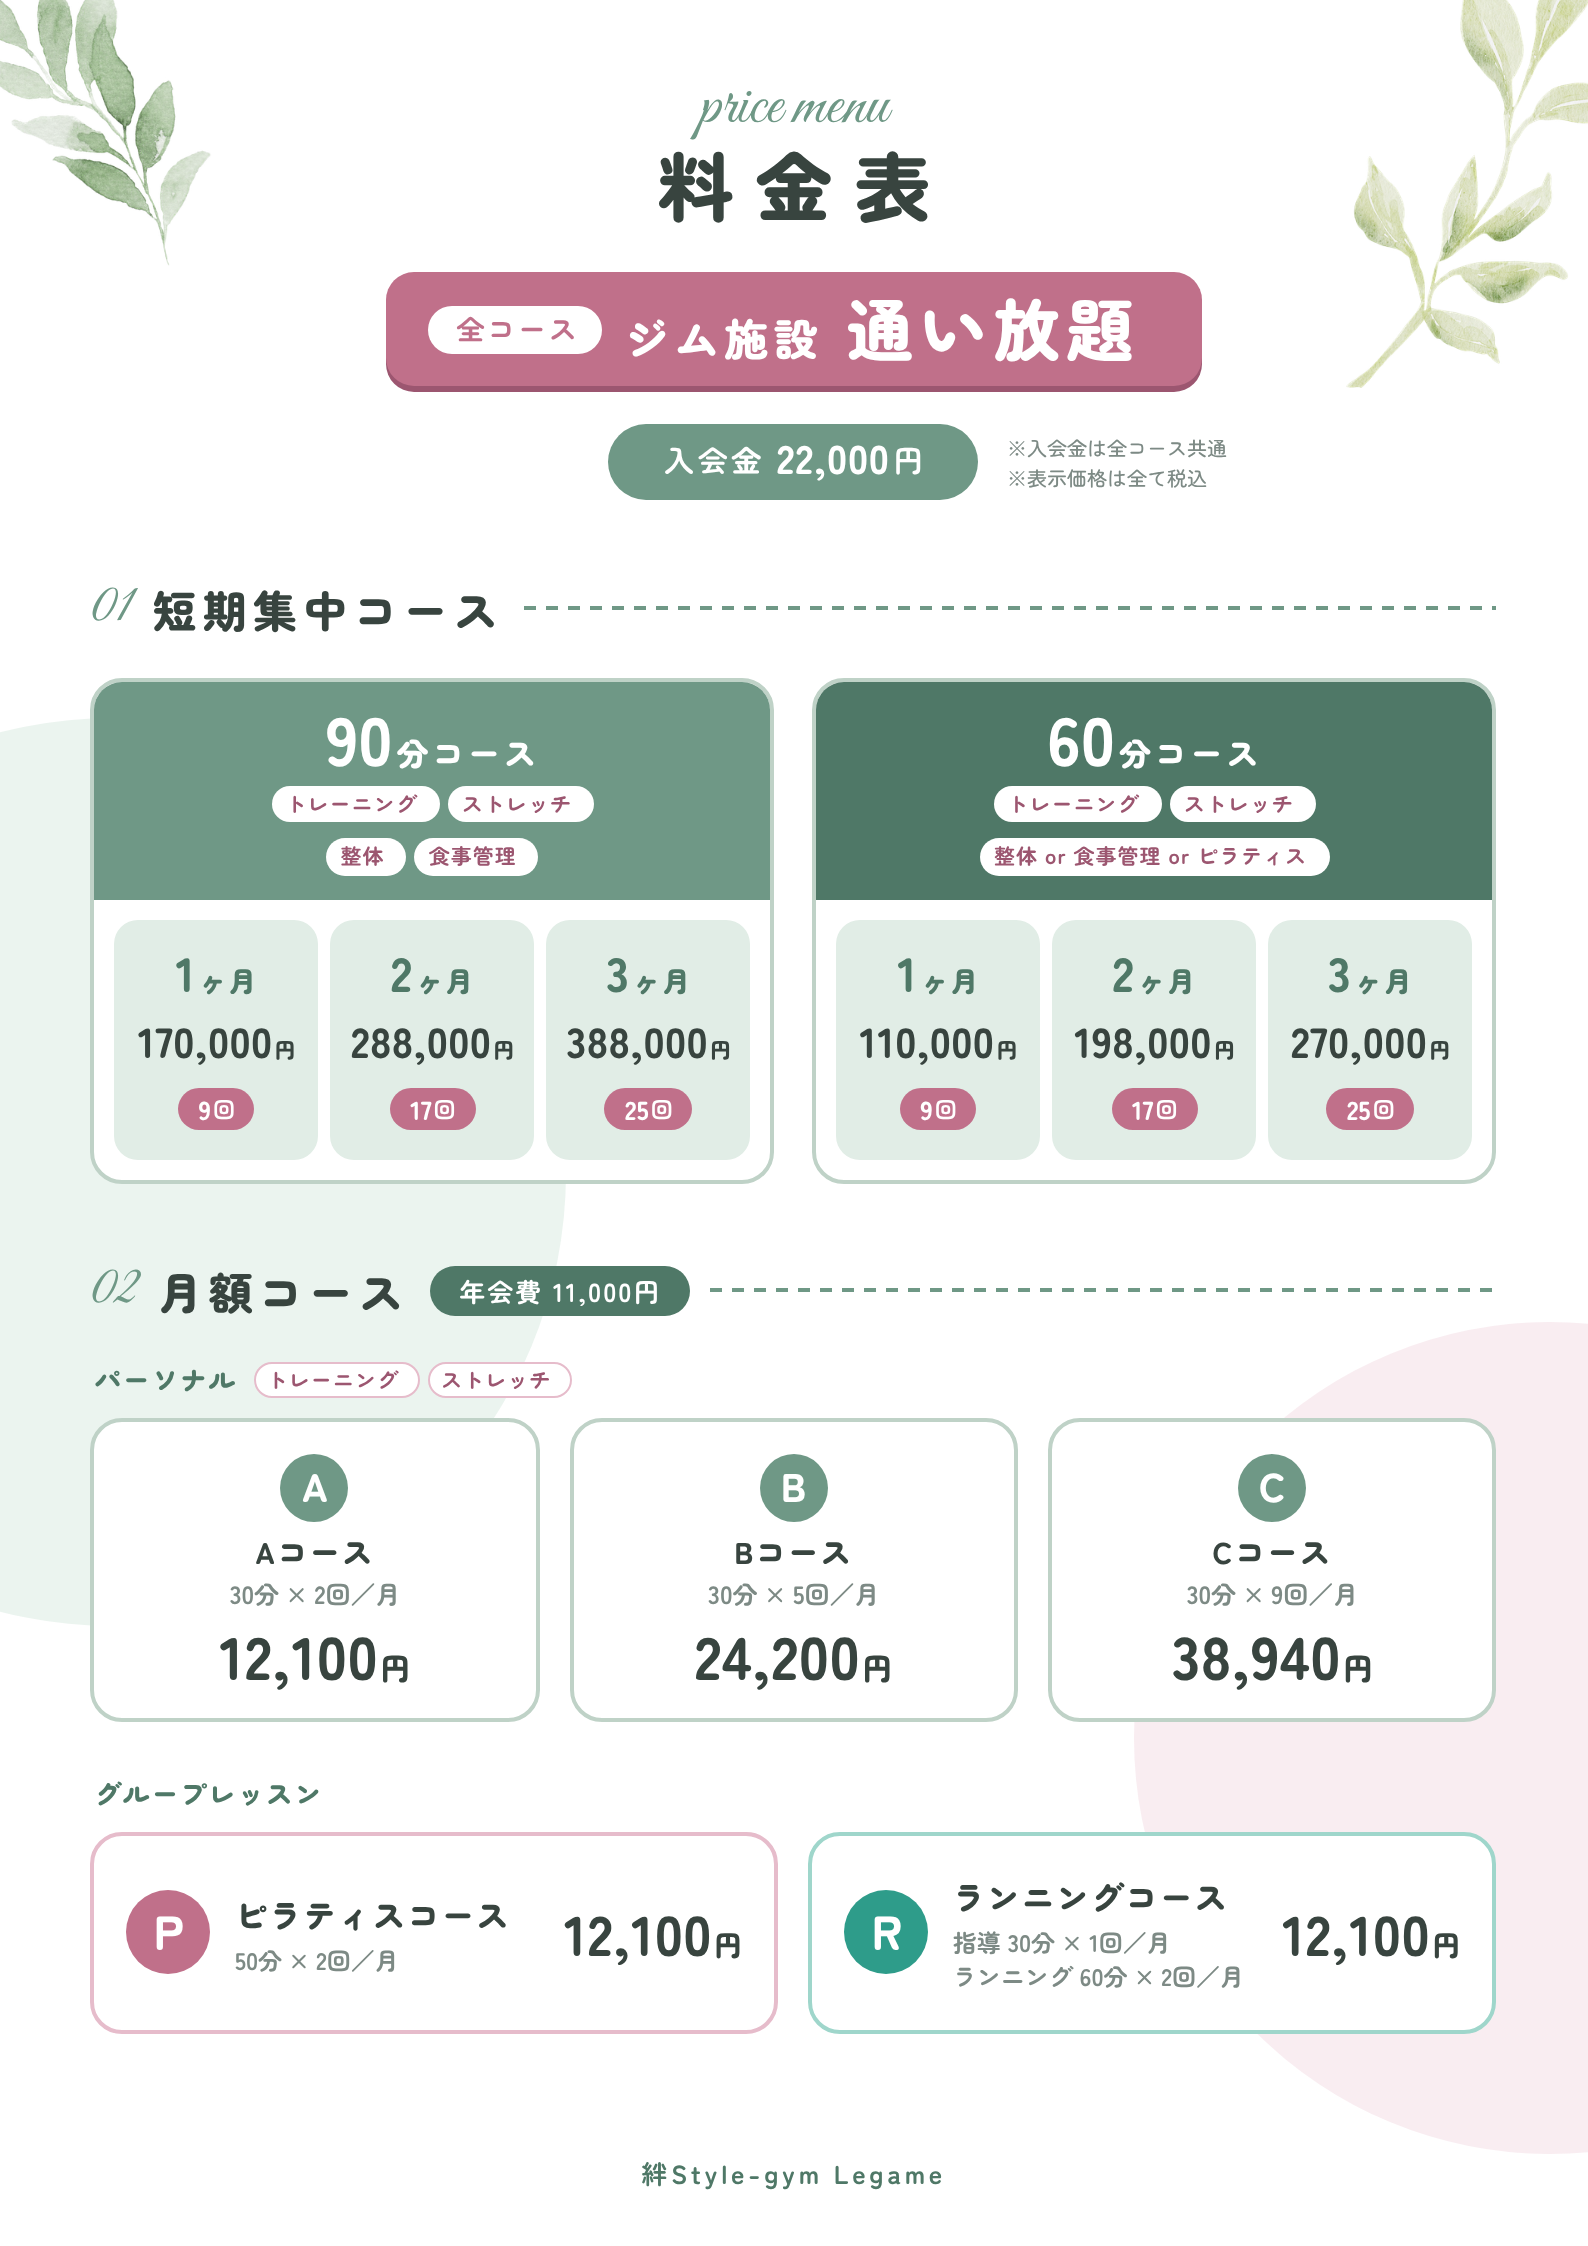 price menu
料金表
全コース ジム施設 通い放題
入会金 22,000円
※入会金は全コース共通
※表示価格は全て税込
01 短期集中コース
90分コース
トレーニング ストレッチ
整体 食事管理
1ヶ月 2ヶ月 3ヶ月
170,000円 288,000円 388,000円
9回 17回 25回
60分コース
トレーニング ストレッチ
整体 or 食事管理 or ピラティス
1ヶ月 2ヶ月 3ヶ月
110,000円 198,000円 270,000円
9回 17回 25回
02 月額コース 年会費 11,000円
パーソナル トレーニング ストレッチ
A
Aコース
30分 × 2回／月
12,100円
B
Bコース
30分 × 5回／月
24,200円
C
Cコース
30分 × 9回／月
38,940円
グループレッスン
P
ピラティスコース
50分 × 2回／月
12,100円
R
ランニングコース
指導 30分 × 1回／月
ランニング 60分 × 2回／月
12,100円
絆Style-gym Legame